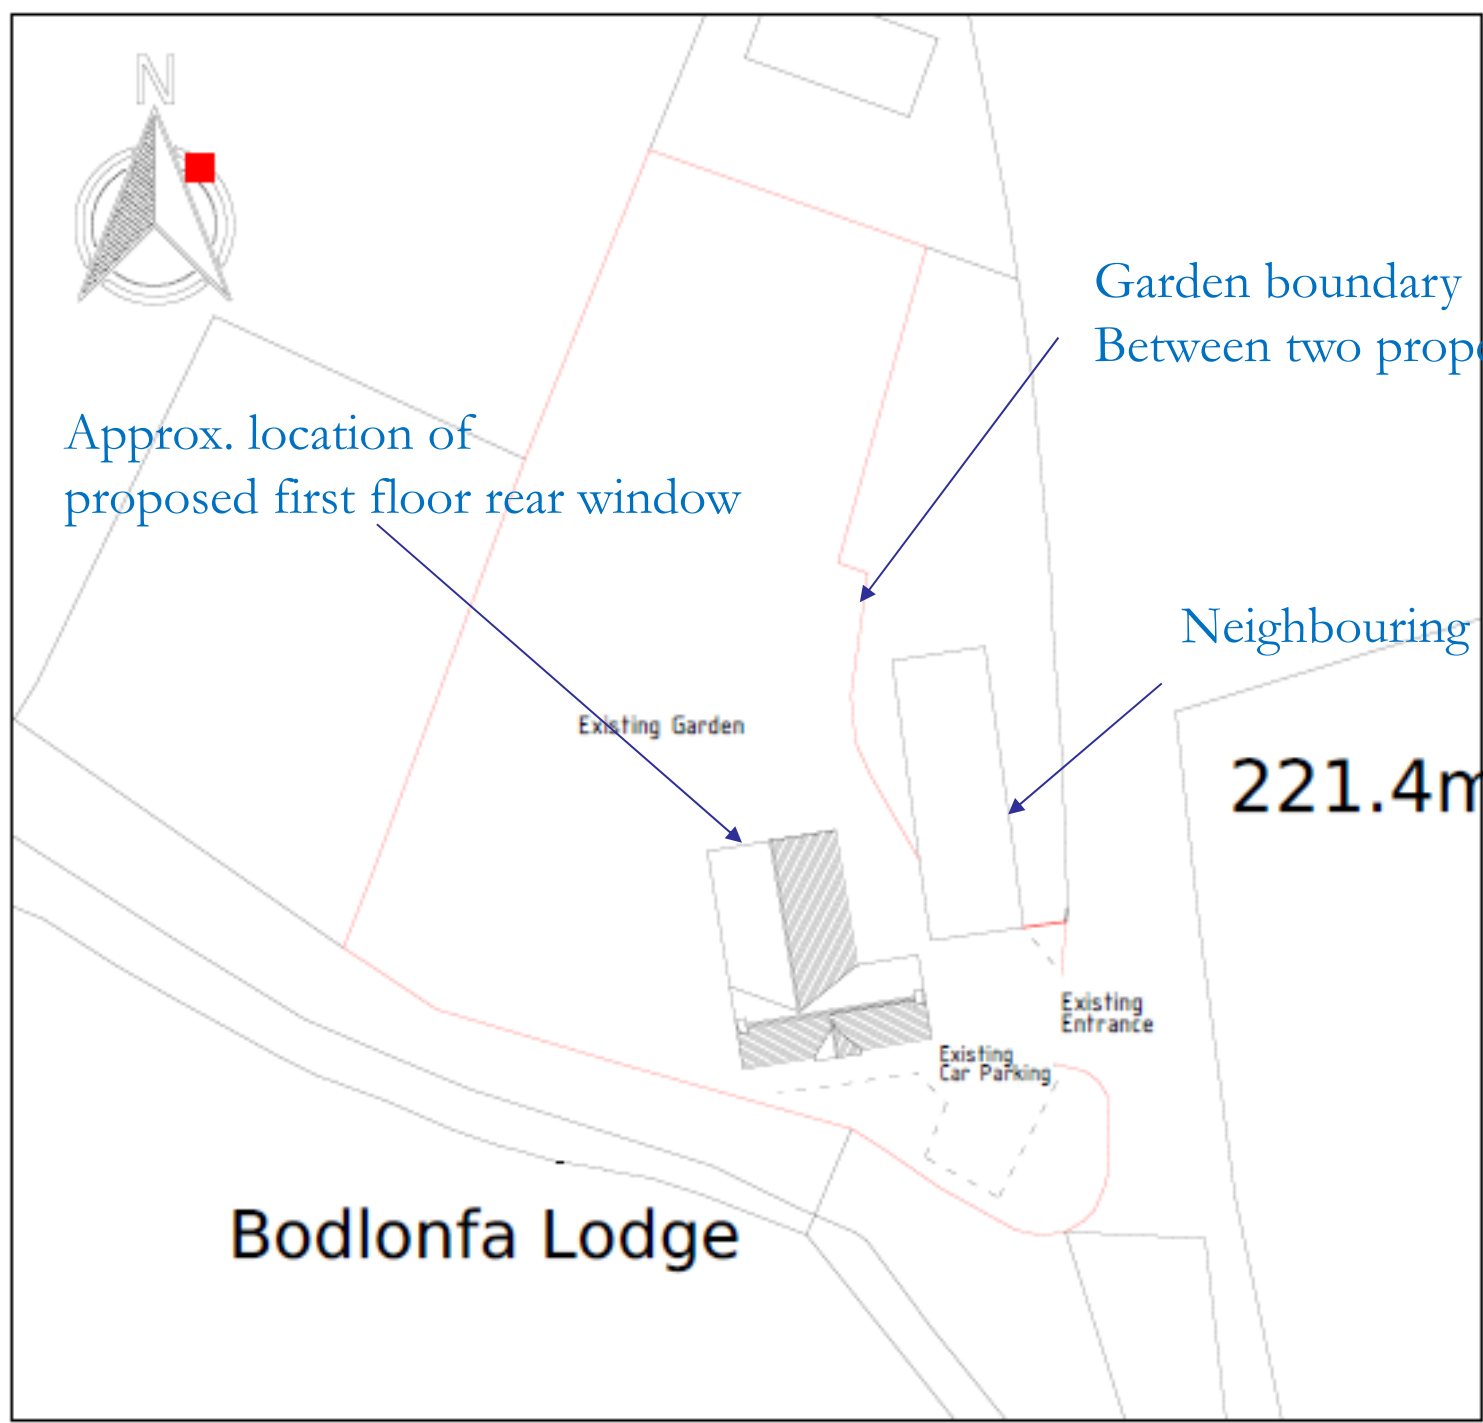 N
Garden boundary
Between two prope
Approx. location of
proposed first floor rear window
Neighbouring
Existing Garden
221.4m
Existing
Entrance
Existing
Car Parking
Bodlonfa Lodge